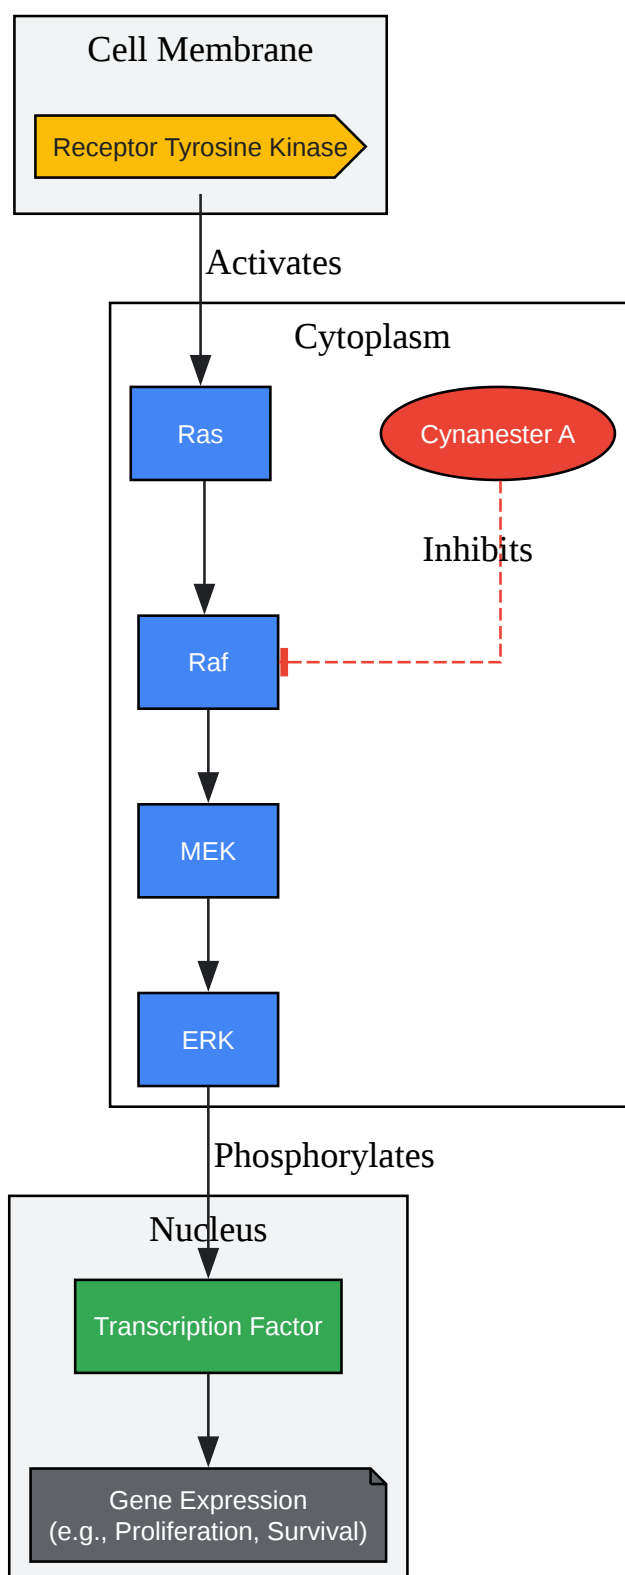 Cell Membrane
Receptor Tyrosine Kinase
Activates
Cytoplasm
Ras
Cynanester A
Inhibits
Raf
MEK
ERK
Phosphorylates
Nucleus
Transcription Factor
Gene Expression
(e.g., Proliferation, Survival)